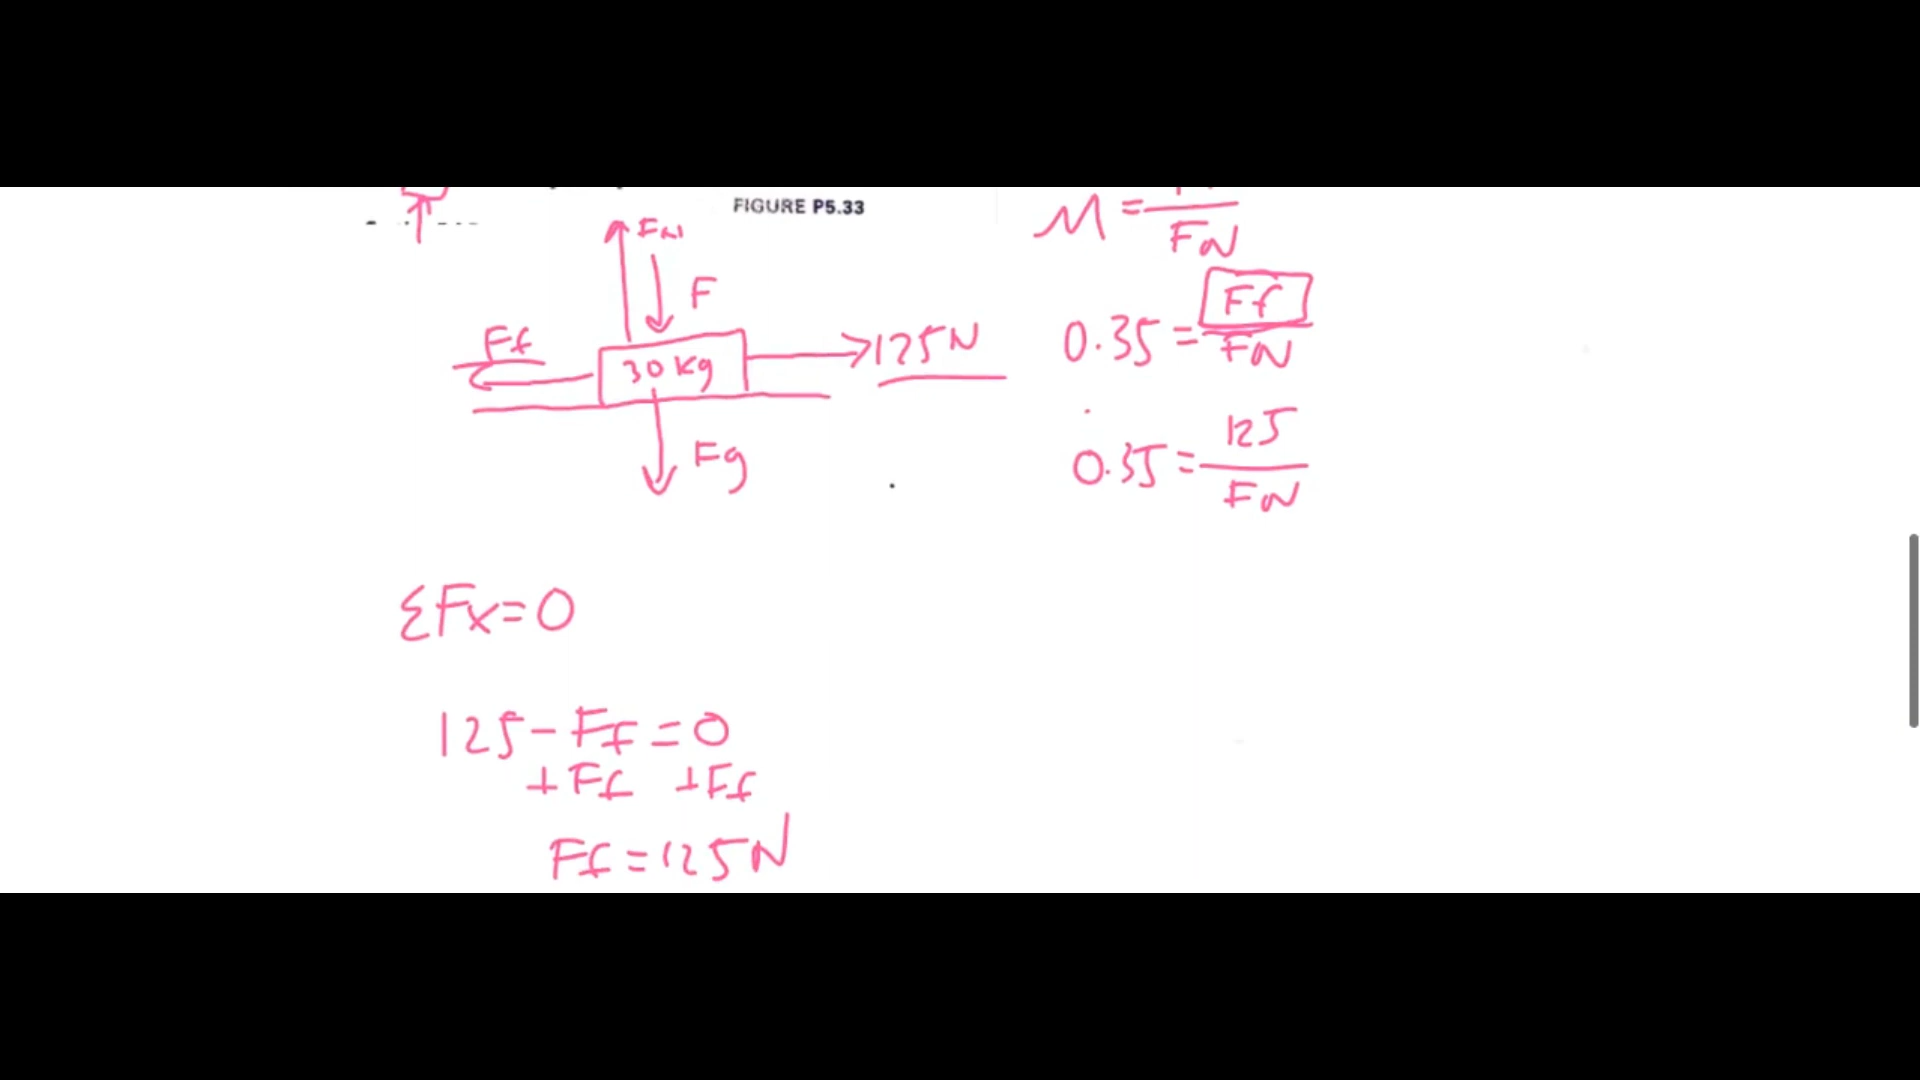 FIGURE P5.33
M = 
FN
FN
F
Ff
30 kg
125N
Fg
0.35 = Ff
FN
0.35 = 125
FN
ΣFx=0
125 - Ff = 0
+Ff +Ff
Ff = 125N